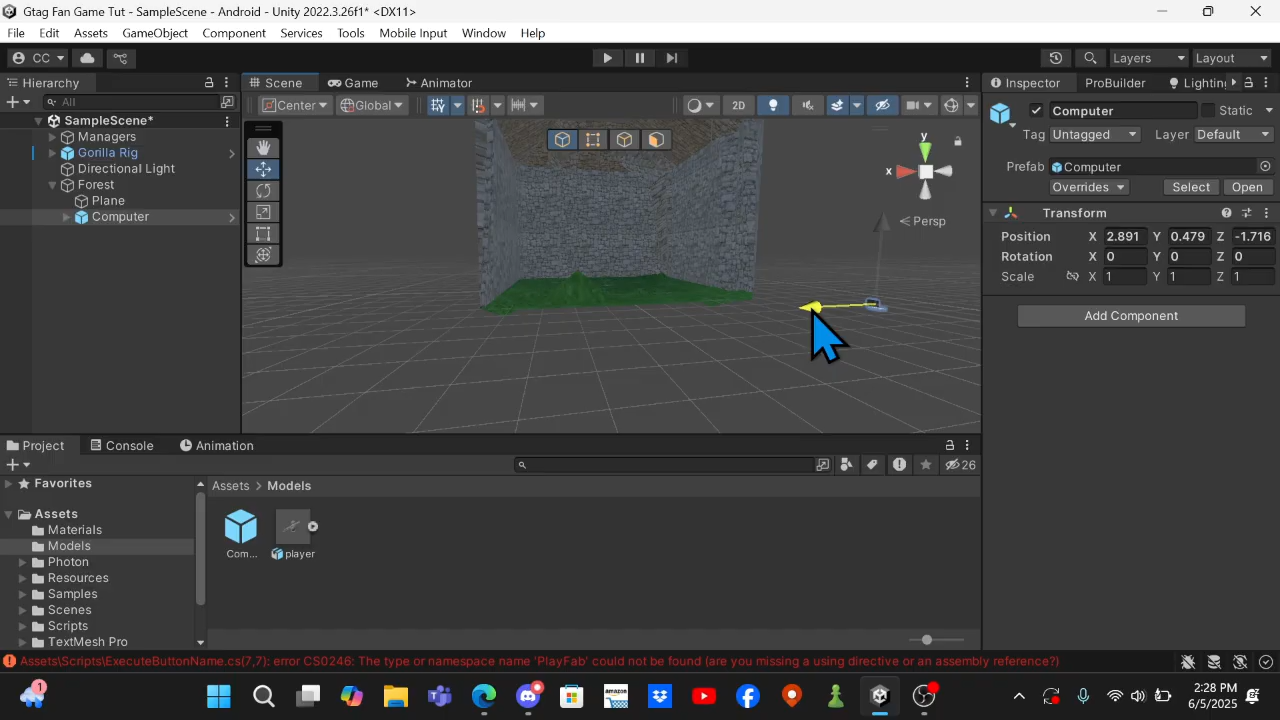 Gtag Fan Game Tut - SampleScene - Android - Unity 2022.3.26f1* <DX11>
File Edit Assets GameObject Component Services Tools Mobile Input Window Help
CC Layers Layout
Hierarchy Scene Game Animator Inspector ProBuilder Lightin
All Center Global 2D Computer Static
SampleScene*
Managers Tag Untagged Layer Default
Gorilla Rig
Directional Light Prefab Computer
Forest Overrides Select Open
Plane
Computer Transform
y
x
Persp
Position X 2.891 Y 0.479 Z -1.716
Rotation X 0 Y 0 Z 0
Scale X 1 Y 1 Z 1
Add Component
Project Console Animation
26
Favorites Assets > Models
Assets
Materials
Models Com... player
Photon
Resources
Samples
Scenes
Scripts
TextMesh Pro
Assets\Scripts\ExecuteButtonName.cs(7,7): error CS0246: The type or namespace name 'PlayFab' could not be found (are you missing a using directive or an assembly reference?)
1
amazon
2:28 PM
6/5/2025